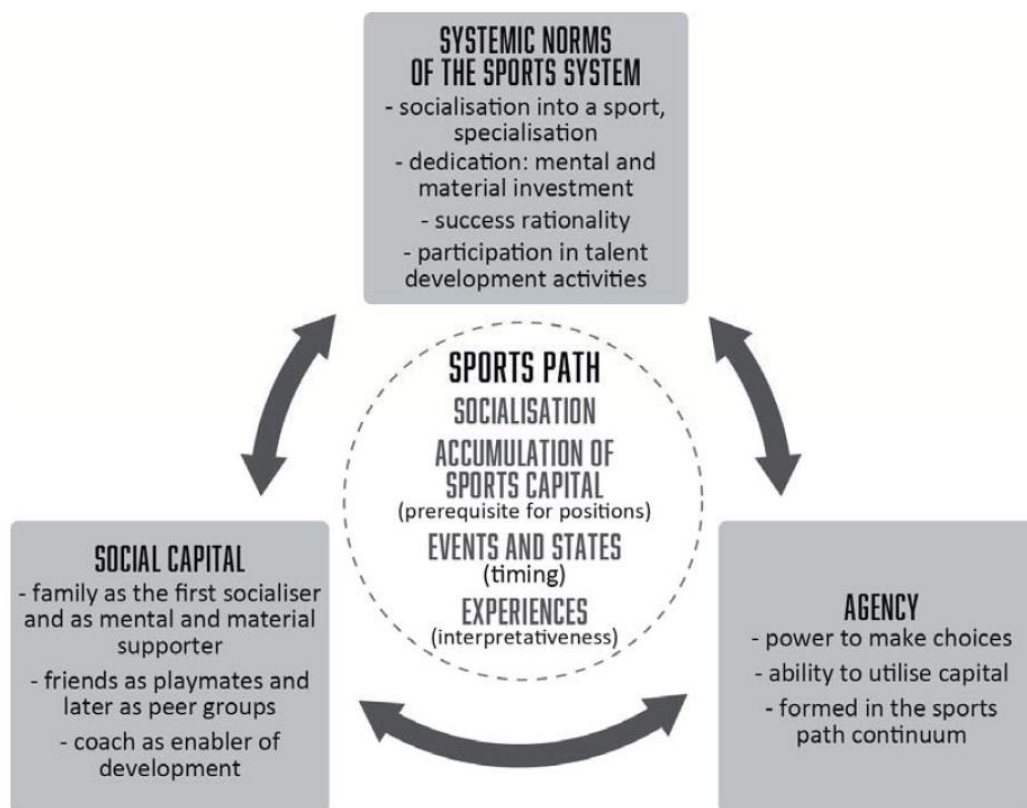 SYSTEMIC NORMS
OF THE SPORTS SYSTEM
- socialisation into a sport,
specialisation
- dedication: mental and
material investment
- success rationality
- participation in talent
development activities
SPORTS PATH
SOCIALISATION
ACCUMULATION OF
SPORTS CAPITAL
(prerequisite for positions)
EVENTS AND STATES
(timing)
EXPERIENCES
(interpretativeness)
SOCIAL CAPITAL
- family as the first socialiser
and as mental and material
supporter
- friends as playmates and
later as peer groups
- coach as enabler of
development
AGENCY
- power to make choices
- ability to utilise capital
- formed in the sports
path continuum